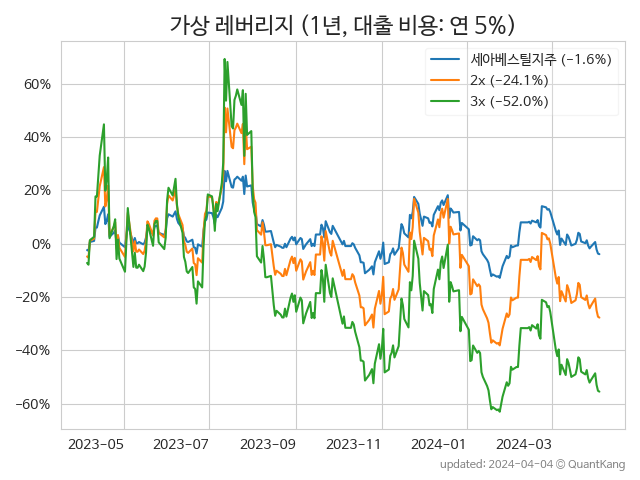 가상 레버리지 (1년, 대출 비용: 연 5%)
세아베스틸지주 (−1.6%)
2x (−24.1%)
3x (−52.0%)
60%
40%
20%
0%
−20%
−40%
−60%
2023-05 2023-07 2023-09 2023-11 2024-01 2024-03
updated: 2024-04-04 © QuantKang